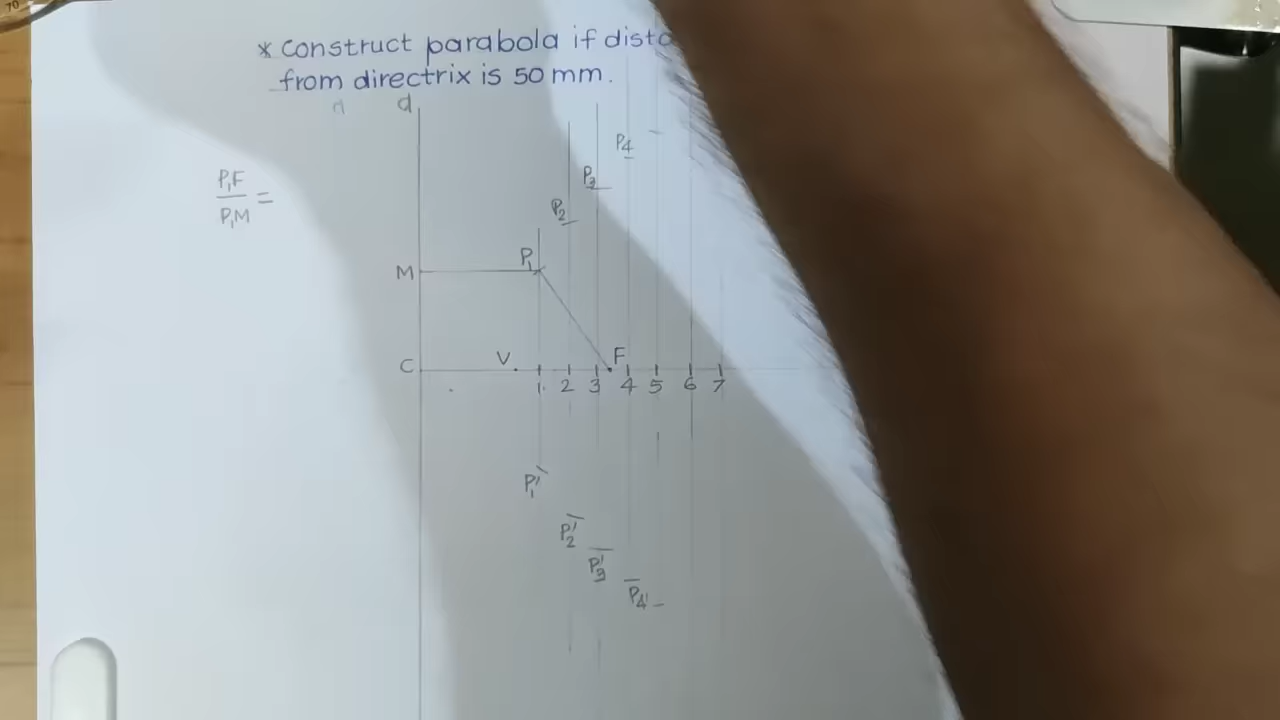 * Construct parabola if
from directrix is 50 mm.
d
P4
P1F
P1M =
P3
P2
P1
M
C V F
1 2 3 4 5 6 7
P1'
P2'
P3'
P4'
70